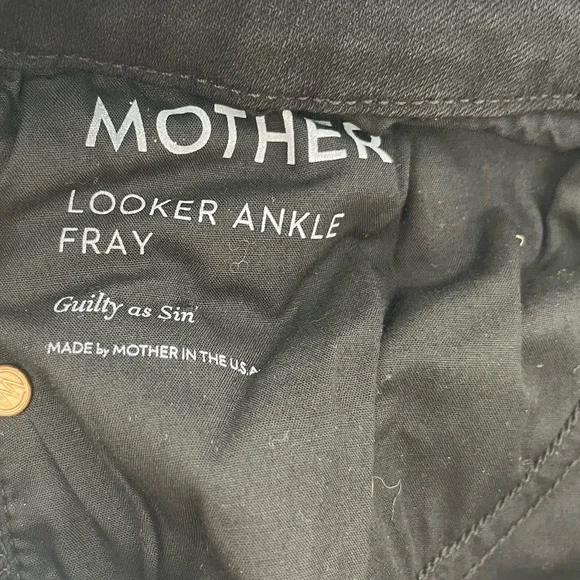 MOTHER
LOOKER ANKLE
FRAY
Guilty as Sin
MADE by MOTHER IN THE U.S.A